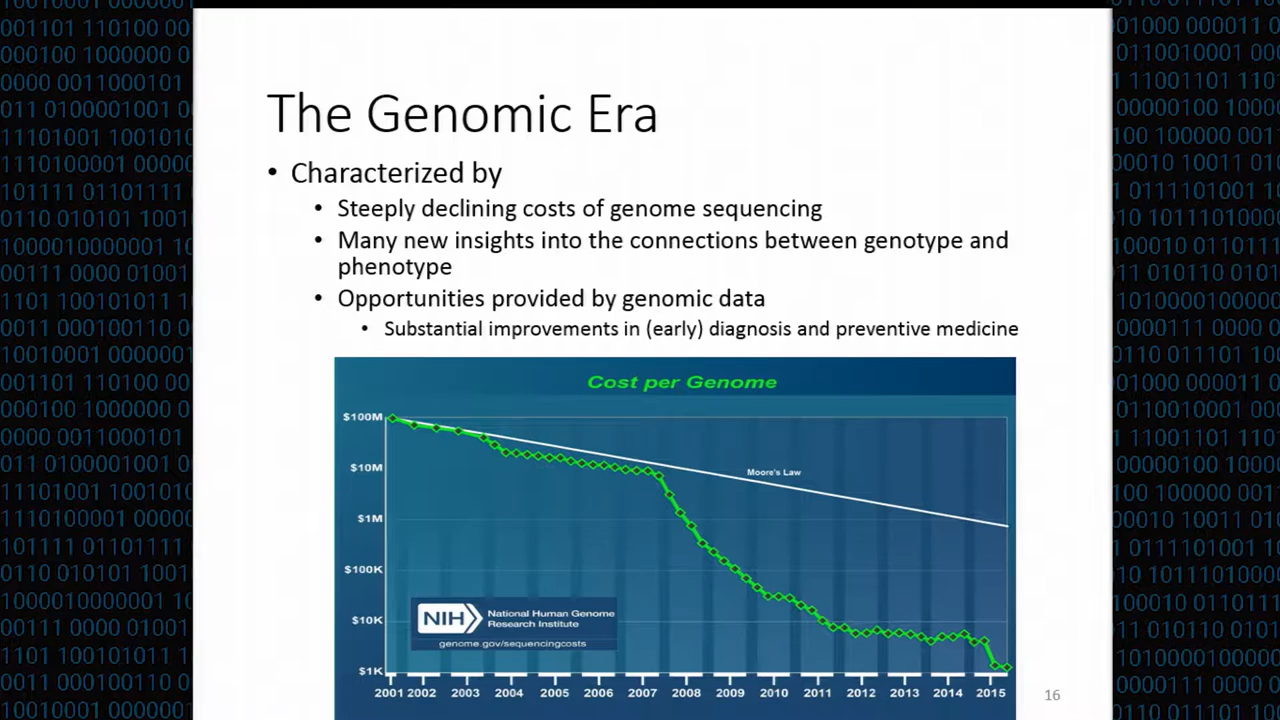 The Genomic Era
• Characterized by
• Steeply declining costs of genome sequencing
• Many new insights into the connections between genotype and
phenotype
• Opportunities provided by genomic data
• Substantial improvements in (early) diagnosis and preventive medicine
Cost per Genome
$100M
$10M
Moore's Law
$1M
$100K
$10K
NIH National Human Genome
Research Institute
genome.gov/sequencingcosts
$1K
2001 2002 2003 2004 2005 2006 2007 2008 2009 2010 2011 2012 2013 2014 2015
16